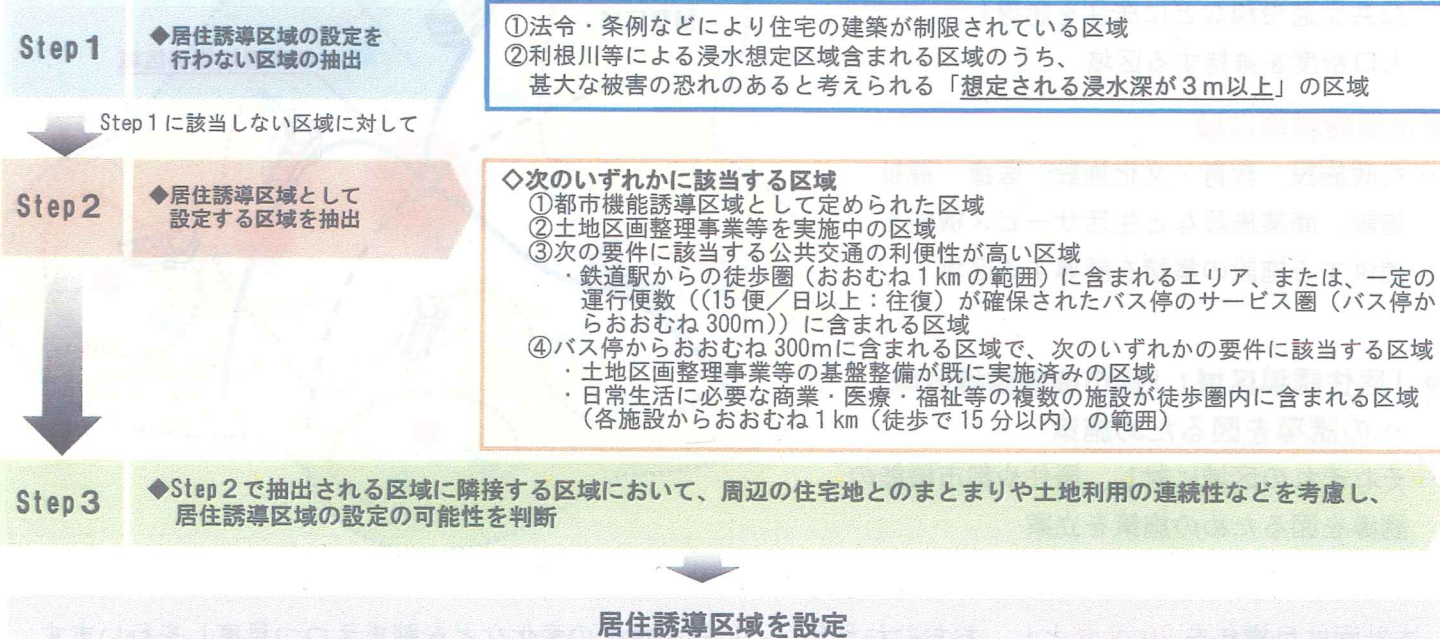 Step1
◆居住誘導区域の設定を
行わない区域の抽出
①法令・条例などにより住宅の建築が制限されている区域
②利根川等による浸水想定区域含まれる区域のうち、
甚大な被害の恐れのあると考えられる「想定される浸水深が3m以上」の区域
Step1に該当しない区域に対して
Step2
◆居住誘導区域として
設定する区域を抽出
◇次のいずれかに該当する区域
①都市機能誘導区域として定められた区域
②土地区画整理事業等を実施中の区域
③次の要件に該当する公共交通の利便性が高い区域
・鉄道駅からの徒歩圏（おおむね1kmの範囲）に含まれるエリア、または、一定の
運行便数（（15便／日以上：往復）が確保されたバス停のサービス圏（バス停か
らおおむね300m））に含まれる区域
④バス停からおおむね300mに含まれる区域で、次のいずれかの要件に該当する区域
・土地区画整理事業等の基盤整備が既に実施済みの区域
・日常生活に必要な商業・医療・福祉等の複数の施設が徒歩圏内に含まれる区域
（各施設からおおむね1km（徒歩で15分以内）の範囲）
Step3
◆Step2で抽出される区域に隣接する区域において、周辺の住宅地とのまとまりや土地利用の連続性などを考慮し、
居住誘導区域の設定の可能性を判断
居住誘導区域を設定